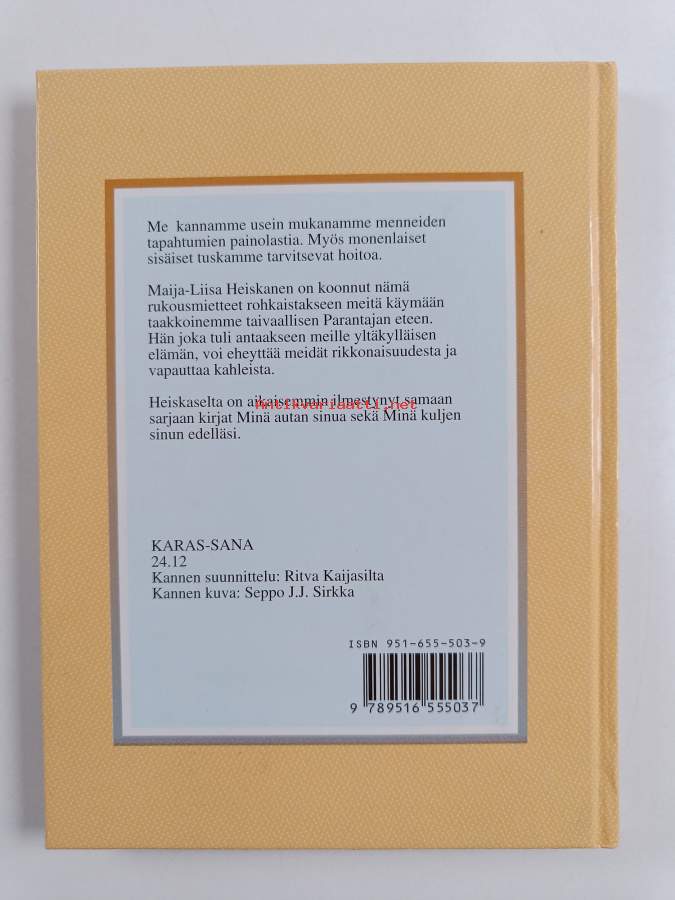 Me kannamme usein mukanamme menneiden
tapahtumien painolastia. Myös monenlaiset
sisäiset tuskamme tarvitsevat hoitoa.
Maija-Liisa Heiskanen on koonnut nämä
rukousmietteet rohkaistakseen meitä käymään
taakkoinemme taivaallisen Parantajan eteen.
Hän joka tuli antaakseen meille yltäkylläisen
elämän, voi eheyttää meidät rikkonaisuudesta ja
vapauttaa kahleista.
Heiskaselta on aikaisemmin ilmestynyt samaan
Antikvariaatti.net
sarjaan kirjat Minä autan sinua sekä Minä kuljen
sinun edelläsi.
KARAS-SANA
24.12
Kannen suunnittelu: Ritva Kaijasilta
Kannen kuva: Seppo J.J. Sirkka
ISBN 951-655-503-9
9 789516 555037